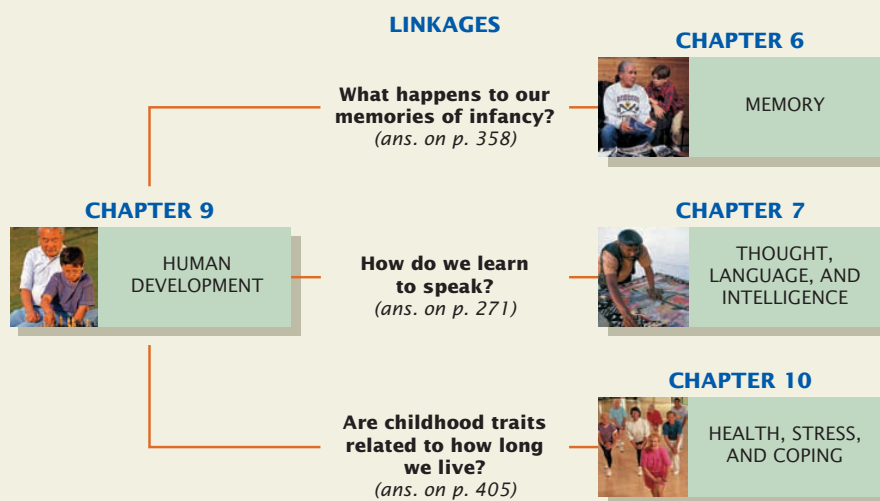 LINKAGES
CHAPTER 6
What happens to our
memories of infancy?
(ans. on p. 358)
MEMORY
CHAPTER 9
HUMAN
DEVELOPMENT
CHAPTER 7
How do we learn
to speak?
(ans. on p. 271)
THOUGHT,
LANGUAGE, AND
INTELLIGENCE
CHAPTER 10
Are childhood traits
related to how long
we live?
(ans. on p. 405)
HEALTH, STRESS,
AND COPING